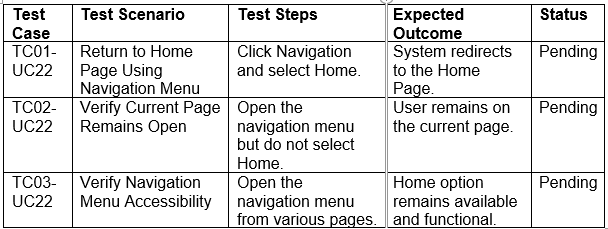 Test Case Test Scenario Test Steps Expected Outcome Status
TC01-UC22 Return to Home Page Using Navigation Menu Click Navigation and select Home. System redirects to the Home Page. Pending
TC02-UC22 Verify Current Page Remains Open Open the navigation menu but do not select Home. User remains on the current page. Pending
TC03-UC22 Verify Navigation Menu Accessibility Open the navigation menu from various pages. Home option remains available and functional. Pending